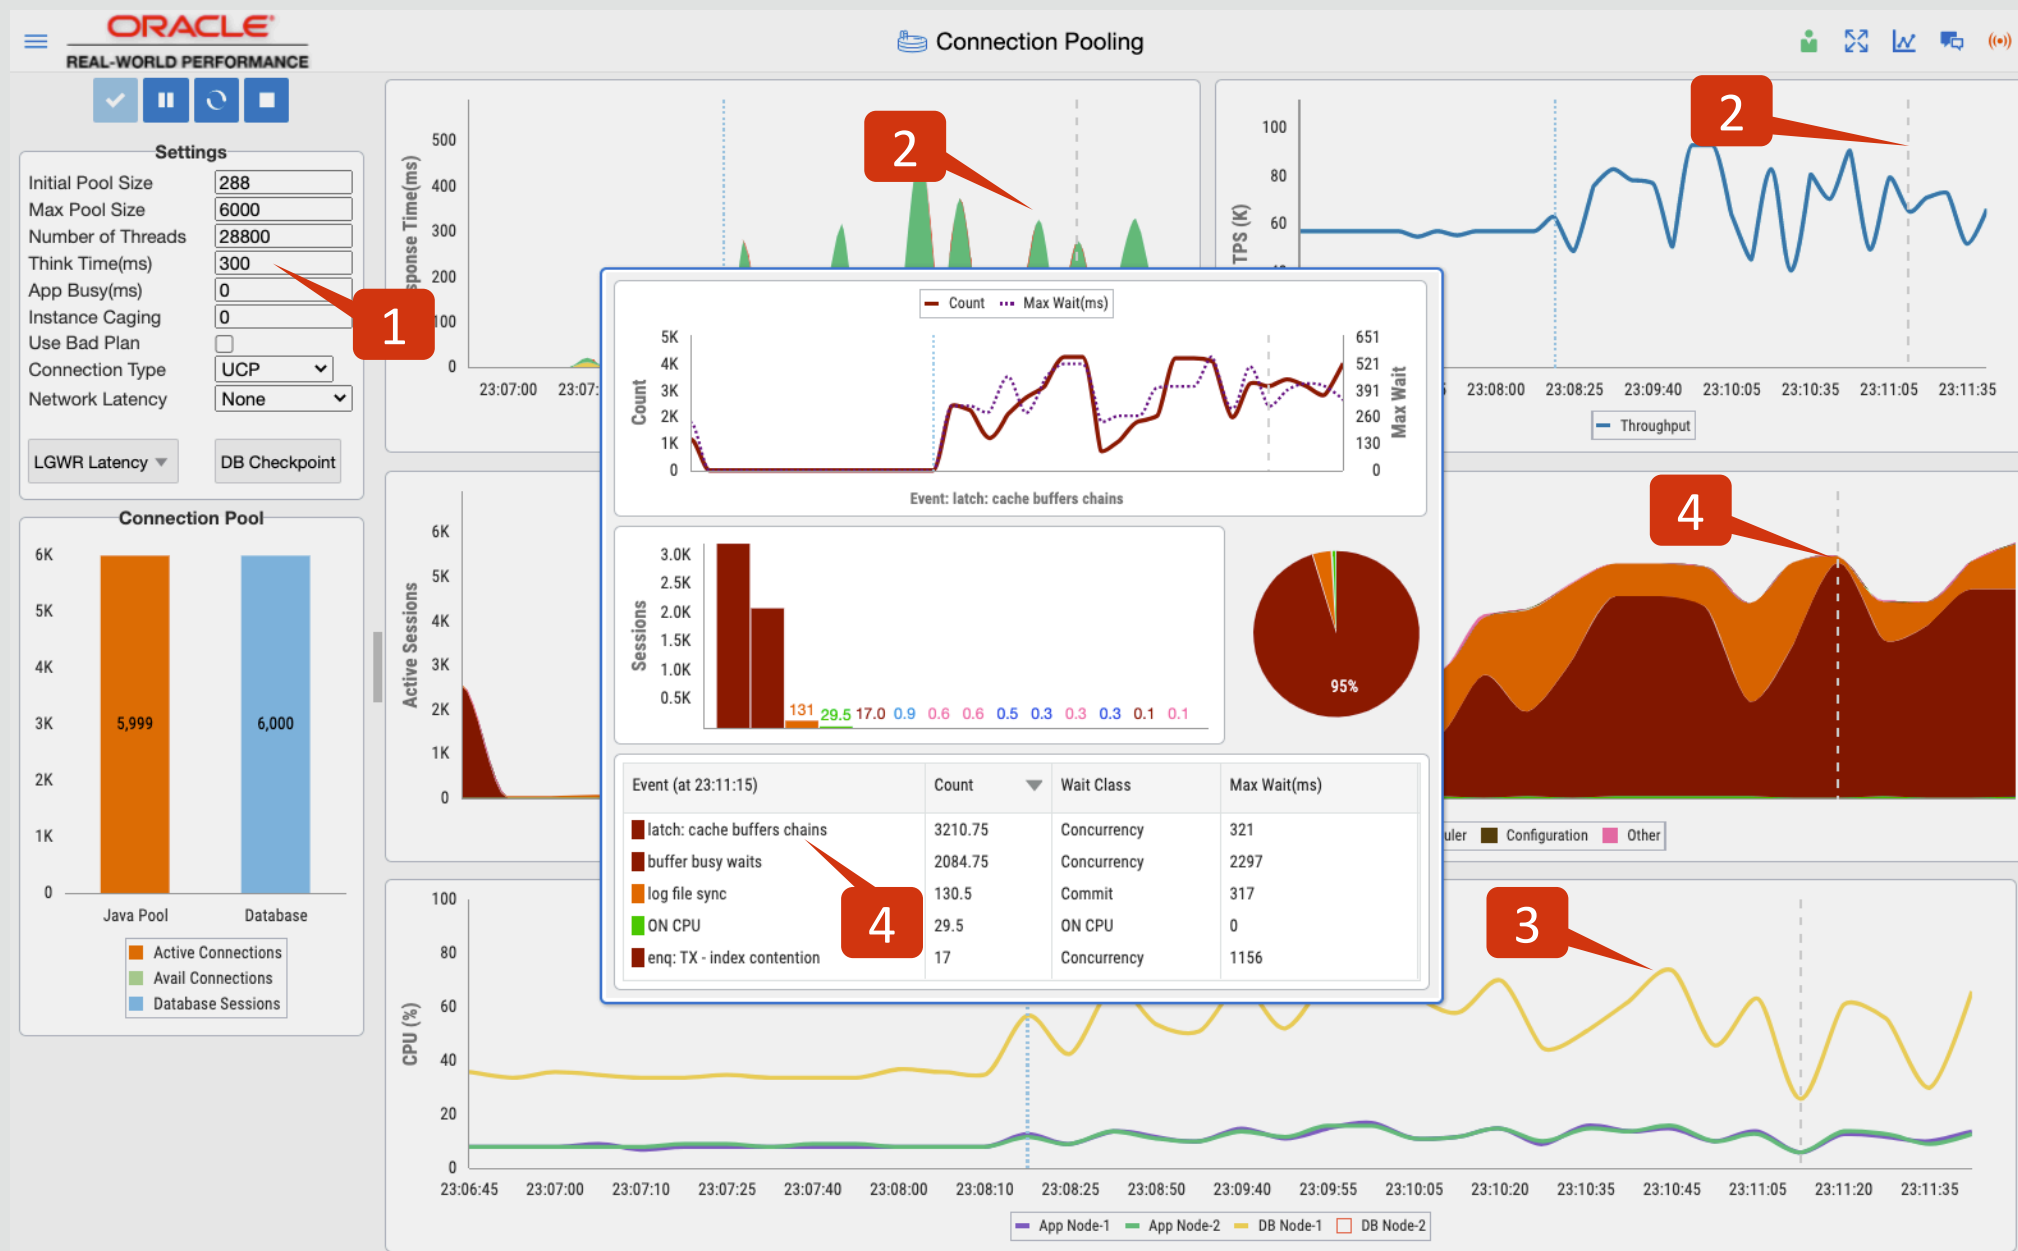 ORACLE
REAL-WORLD PERFORMANCE
Connection Pooling
Settings
Initial Pool Size 288
Max Pool Size 6000
Number of Threads 28800
Think Time(ms) 300
App Busy(ms) 0
Instance Caging 0
Use Bad Plan
Connection Type UCP
Network Latency None
LGWR Latency DB Checkpoint
1
Connection Pool
6K
5K
4K
3K
2K
1K
0
5,999
6,000
Java Pool Database
Active Connections
Avail Connections
Database Sessions
sponse Time(ms)
500
400
300
200
100
0
23:07:00 23:07:
2
TPS (K)
100
80
60
2
23:08:00 23:08:25 23:09:40 23:10:05 23:10:35 23:11:05 23:11:35
Throughput
Count Max Wait(ms)
Count
5K
4K
3K
2K
1K
0
651
521
391
260
130
0
Max Wait
Event: latch: cache buffers chains
Sessions
3.0K
2.5K
2.0K
1.5K
1.0K
0.5K
131 29.5 17.0 0.9 0.6 0.6 0.5 0.3 0.3 0.3 0.1 0.1
95%
Event (at 23:11:15) Count Wait Class Max Wait(ms)
latch: cache buffers chains 3210.75 Concurrency 321
buffer busy waits 2084.75 Concurrency 2297
log file sync 130.5 Commit 317
ON CPU 29.5 ON CPU 0
enq: TX - index contention 17 Concurrency 1156
4
Active Sessions
6K
5K
4K
3K
2K
1K
0
4
uler Configuration Other
CPU (%)
100
80
60
40
20
0
3
23:06:45 23:07:00 23:07:10 23:07:25 23:07:40 23:08:00 23:08:10 23:08:25 23:08:50 23:09:40 23:09:55 23:10:05 23:10:20 23:10:35 23:10:45 23:11:05 23:11:20 23:11:35
App Node-1 App Node-2 DB Node-1 DB Node-2